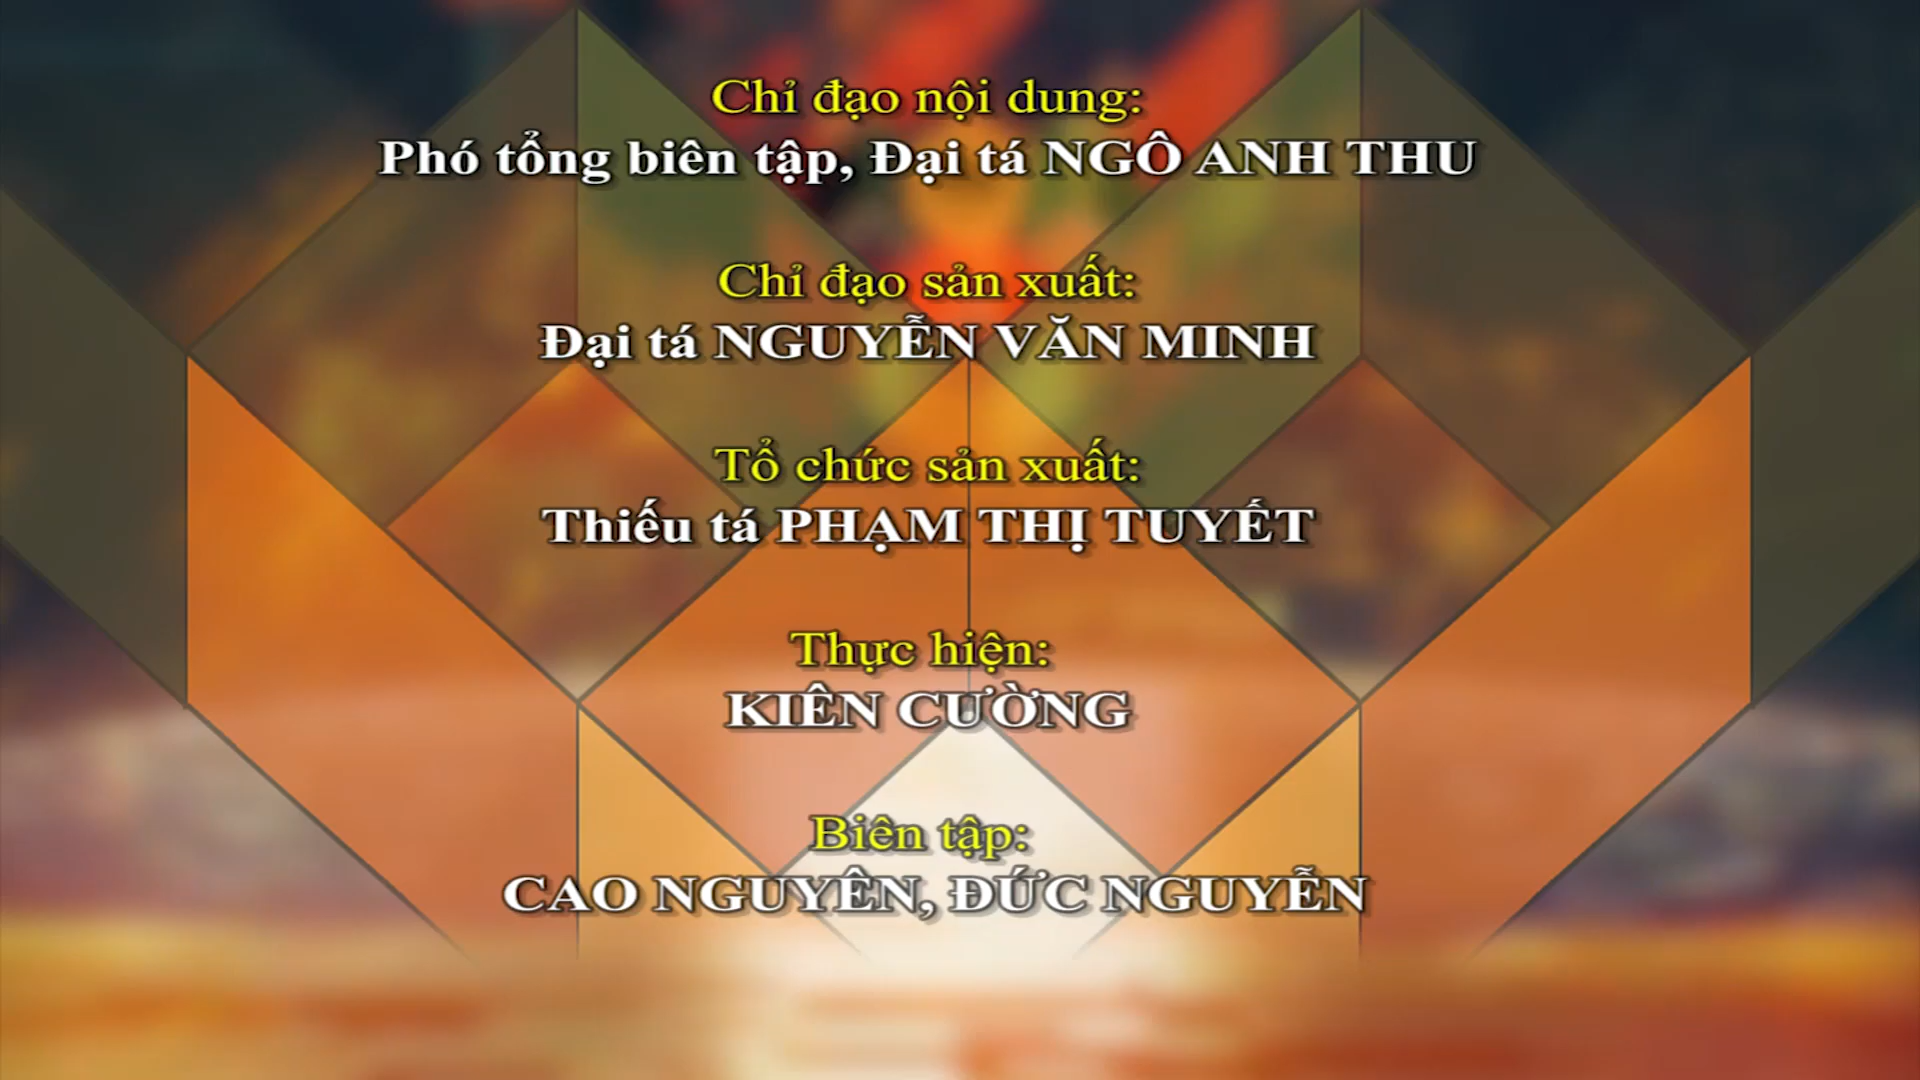 Chỉ đạo nội dung:
Phó tổng biên tập, Đại tá NGÔ ANH THU
Chỉ đạo sản xuất:
Đại tá NGUYỄN VĂN MINH
Tổ chức sản xuất:
Thiếu tá PHẠM THỊ TUYẾT
Thực hiện:
KIÊN CƯỜNG
Biên tập:
CAO NGUYÊN, ĐỨC NGUYỄN